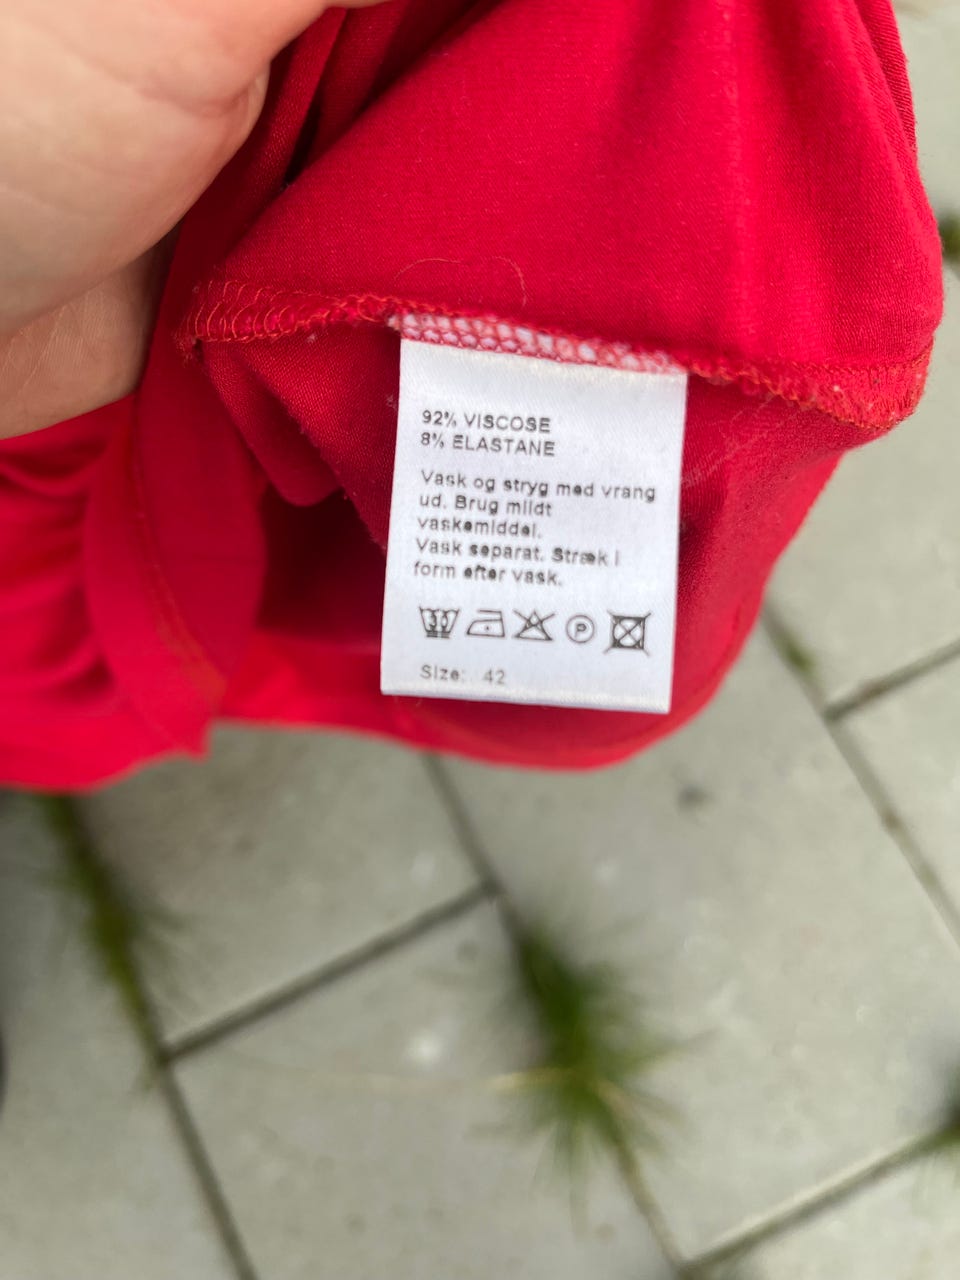 92% VISCOSE
8% ELASTANE
Vask og stryg med vrang
ud. Brug mildt
vaskemiddel.
Vask separat. Stræk i
form efter vask.
30
P
Size: 42